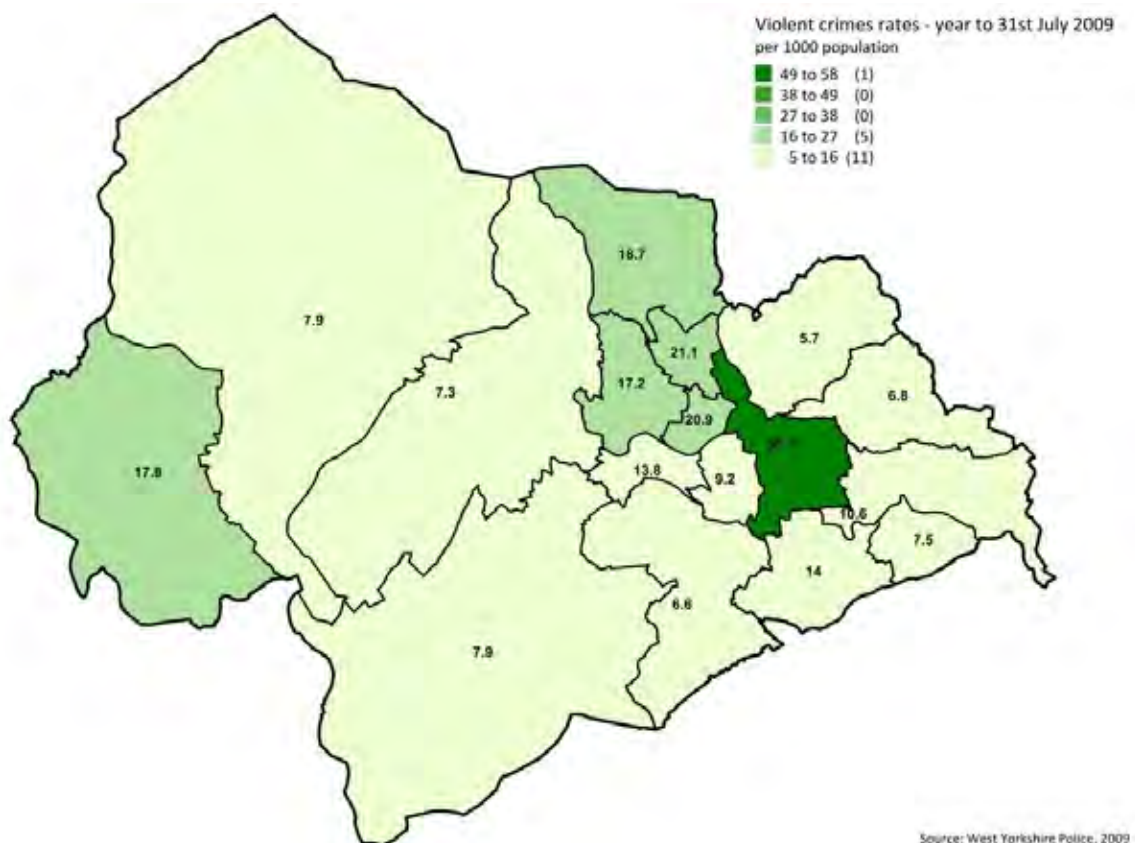 Violent crimes rates - year to 31st July 2009
per 1000 population
49 to 58 (1)
38 to 49 (0)
27 to 38 (0)
16 to 27 (5)
5 to 16 (11)
7.9
5.7
21.1
17.2
6.8
7.3
20.9
17.8
13.8
9.2
10.6
7.5
14
6.6
7.9
Source: West Yorkshire Police, 2009